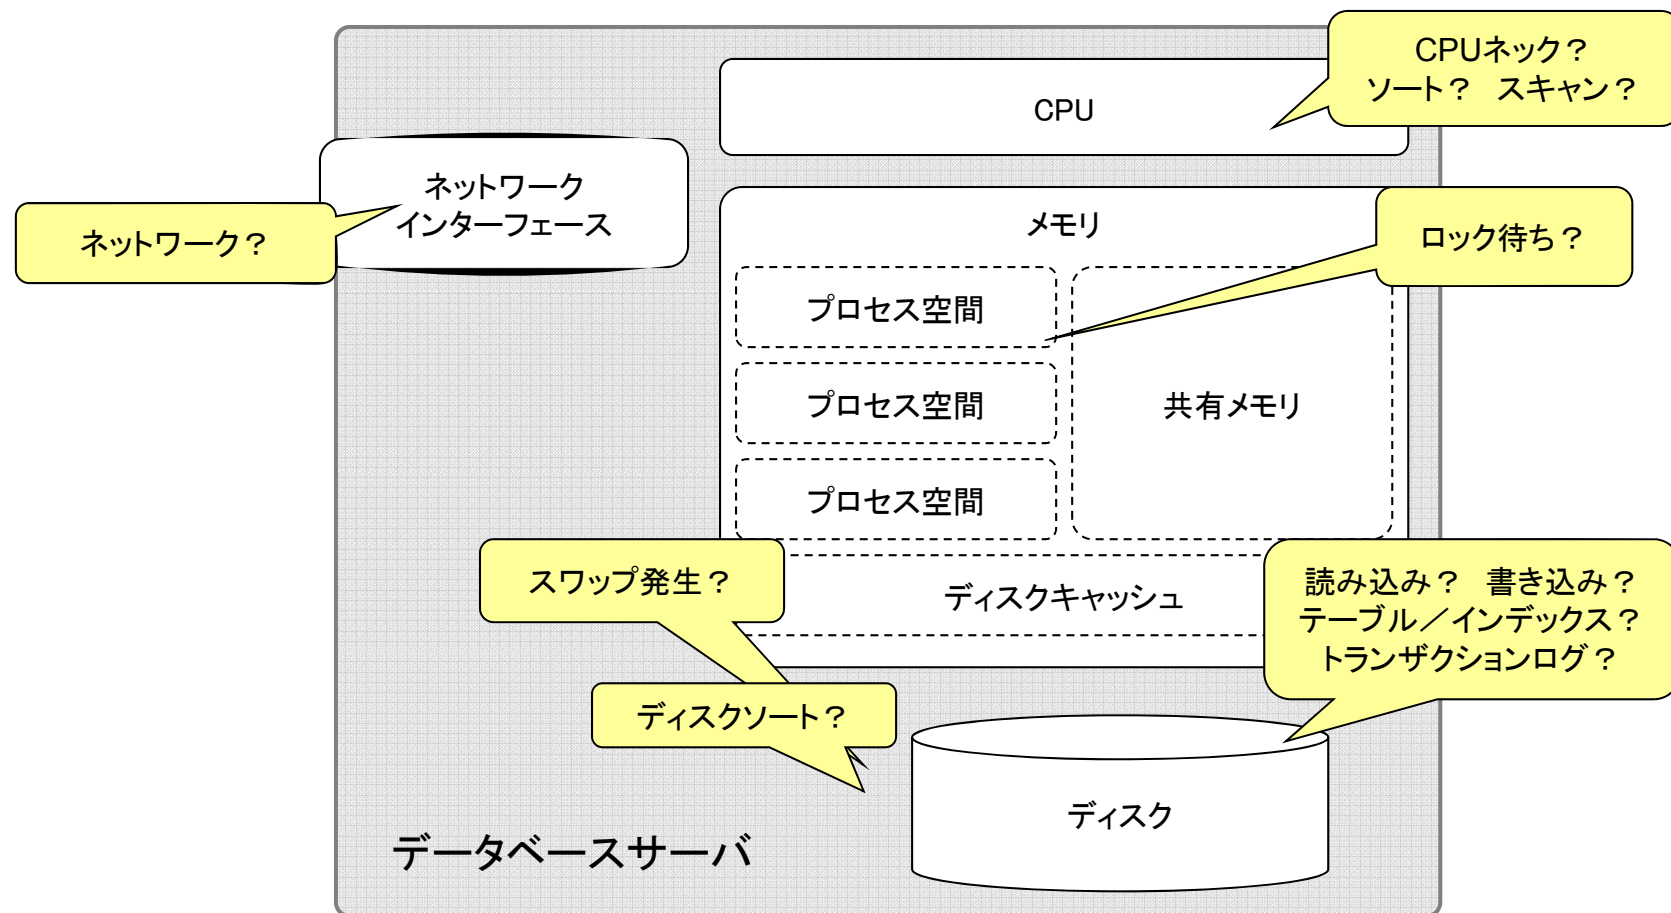 CPUネック？
ソート？　スキャン？
CPU
ネットワーク
インターフェース
ネットワーク？
メモリ
ロック待ち？
プロセス空間
プロセス空間
プロセス空間
共有メモリ
スワップ発生？
ディスクキャッシュ
読み込み？　書き込み？
テーブル／インデックス？
トランザクションログ？
ディスクソート？
ディスク
データベースサーバ